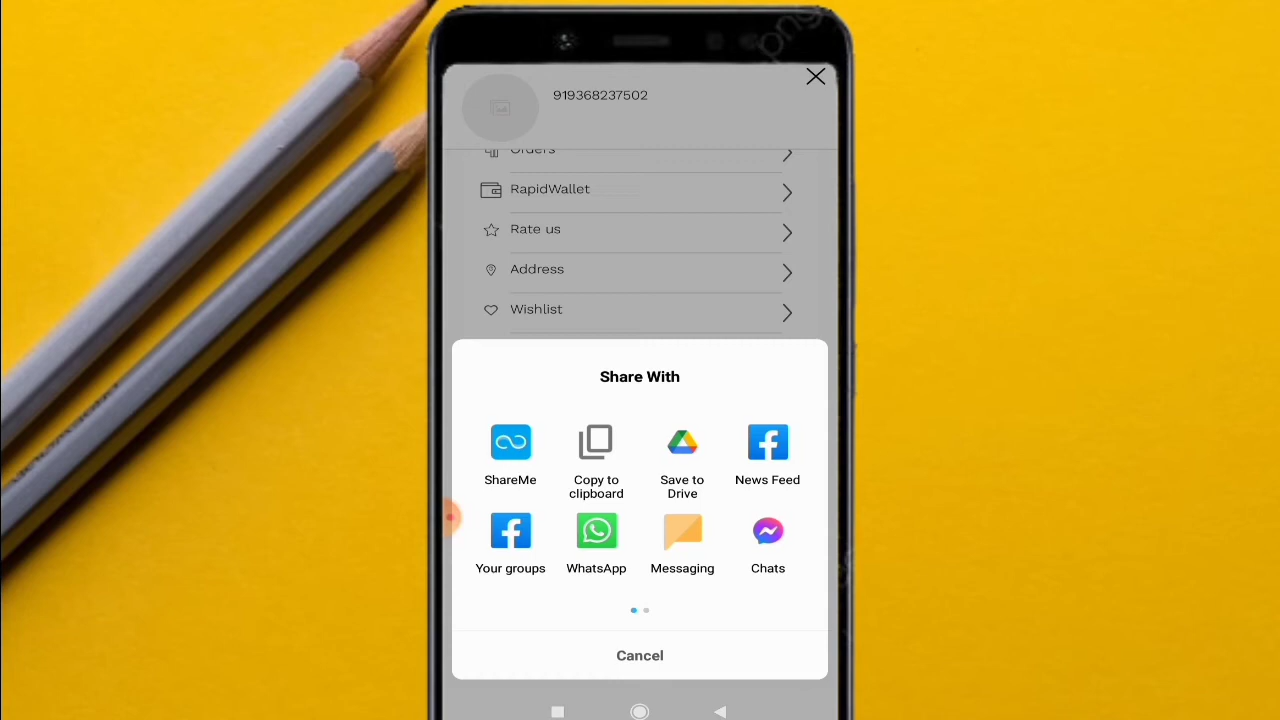 png
919368237502
Orders
RapidWallet
Rate us
Address
Wishlist
Share With
ShareMe
Copy to
clipboard
Save to
Drive
News Feed
Your groups
WhatsApp
Messaging
Chats
Cancel